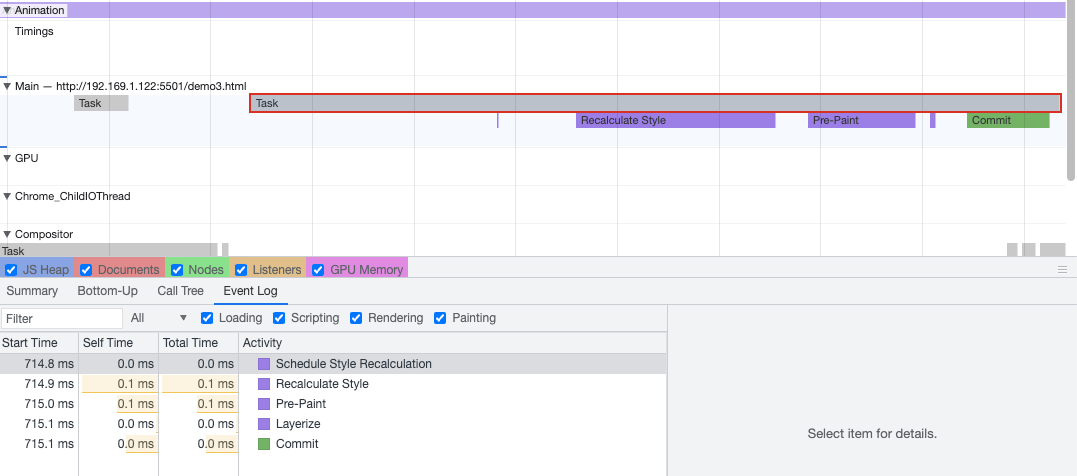 Animation
Timings
Main — http://192.169.1.122:5501/demo3.html
Task Task
Recalculate Style Pre-Paint Commit
GPU
Chrome_ChildIOThread
Compositor
Task
JS Heap Documents Nodes Listeners GPU Memory
Summary Bottom-Up Call Tree Event Log
Filter All Loading Scripting Rendering Painting
Start Time Self Time Total Time Activity
714.8 ms 0.0 ms 0.0 ms Schedule Style Recalculation
714.9 ms 0.1 ms 0.1 ms Recalculate Style
715.0 ms 0.1 ms 0.1 ms Pre-Paint
715.1 ms 0.0 ms 0.0 ms Layerize
715.1 ms 0.0 ms 0.0 ms Commit
Select item for details.